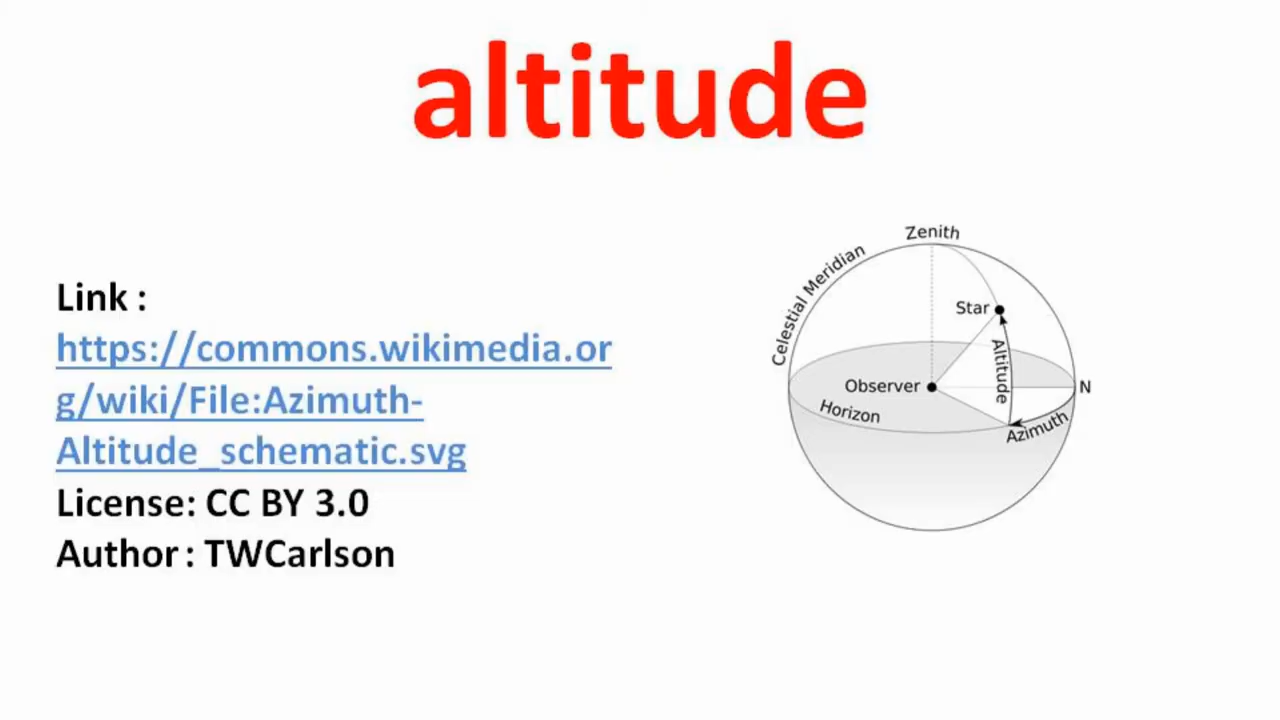 altitude
Link :
https://commons.wikimedia.or
g/wiki/File:Azimuth-
Altitude_schematic.svg
License: CC BY 3.0
Author : TWCarlson
Zenith
Celestial Meridian
Star
Altitude
Observer
N
Horizon
Azimuth